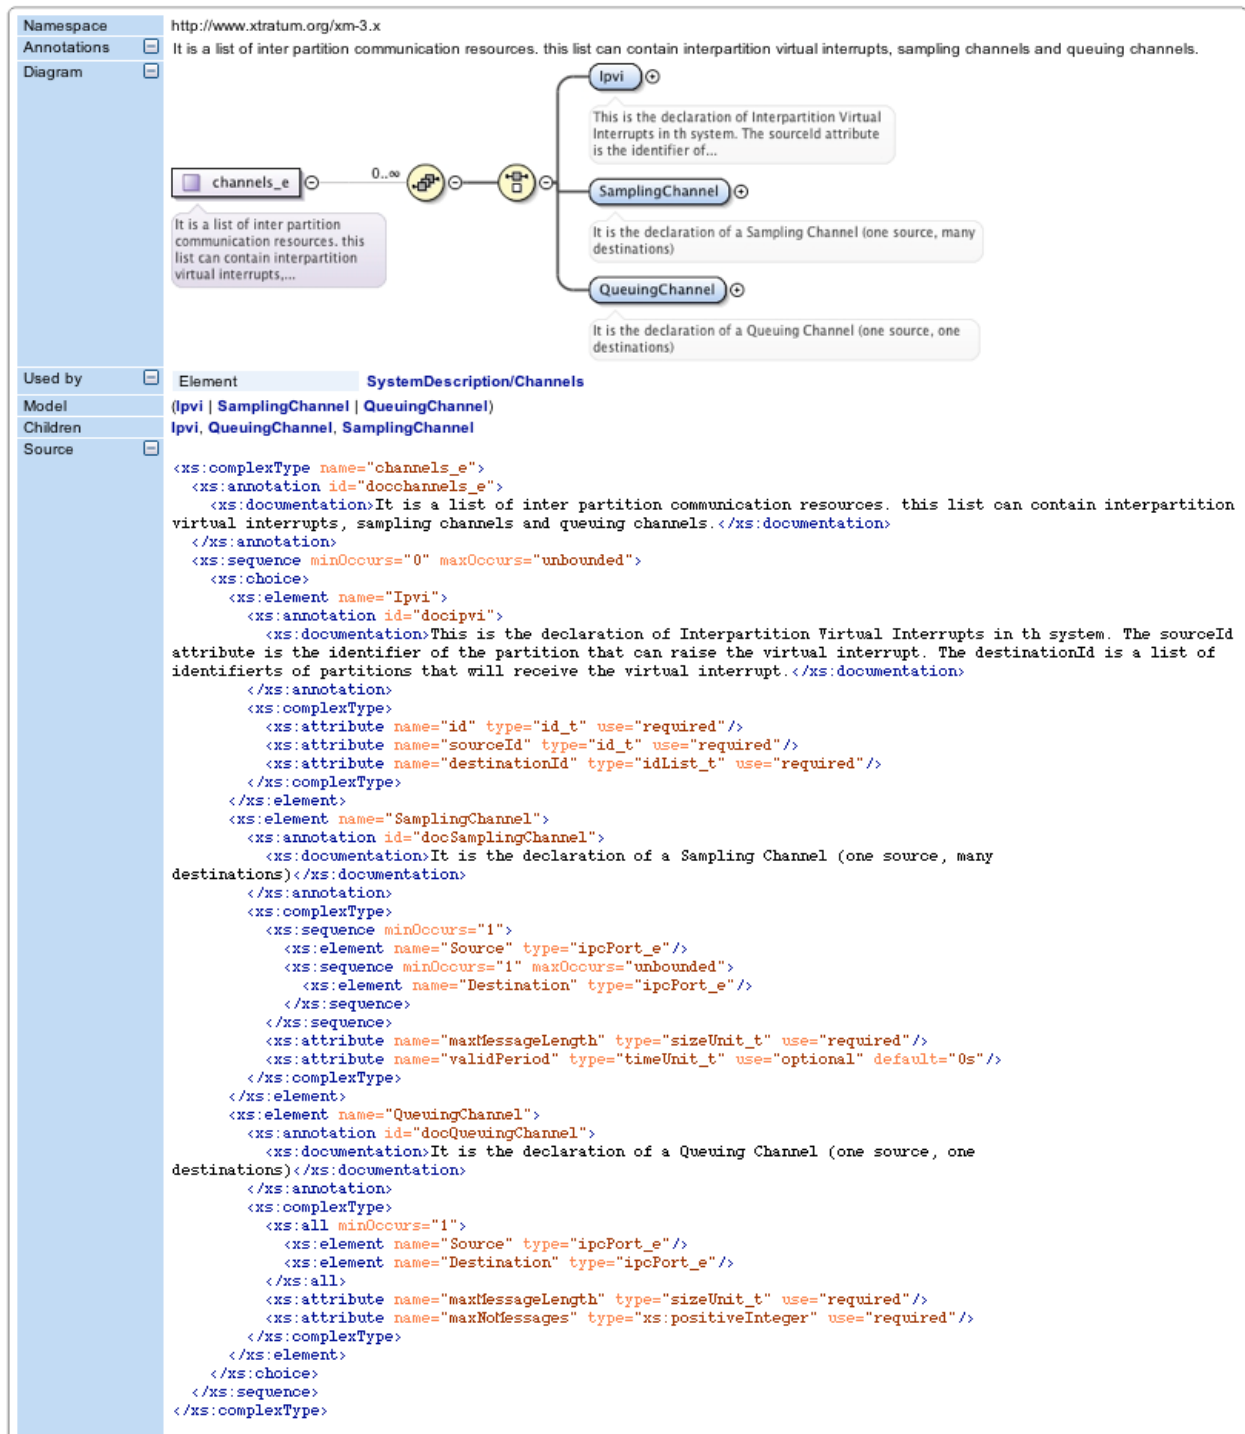 Namespace http://www.xtratum.org/xm-3.x
Annotations It is a list of inter partition communication resources. this list can contain interpartition virtual interrupts, sampling channels and queuing channels.
Diagram
Ipvi
This is the declaration of Interpartition Virtual
Interrupts in th system. The sourceId attribute
is the identifier of...
channels_e 0..∞
SamplingChannel
It is a list of inter partition
communication resources. this
list can contain interpartition
virtual interrupts,...
It is the declaration of a Sampling Channel (one source, many
destinations)
QueuingChannel
It is the declaration of a Queuing Channel (one source, one
destinations)
Used by Element SystemDescription/Channels
Model (Ipvi | SamplingChannel | QueuingChannel)
Children Ipvi, QueuingChannel, SamplingChannel
Source
<xs:complexType name="channels_e">
<xs:annotation id="docchannels_e">
<xs:documentation>It is a list of inter partition communication resources. this list can contain interpartition
virtual interrupts, sampling channels and queuing channels.</xs:documentation>
</xs:annotation>
<xs:sequence minOccurs="0" maxOccurs="unbounded">
<xs:choice>
<xs:element name="Ipvi">
<xs:annotation id="docipvi">
<xs:documentation>This is the declaration of Interpartition Virtual Interrupts in th system. The sourceId
attribute is the identifier of the partition that can raise the virtual interrupt. The destinationId is a list of
identifierts of partitions that will receive the virtual interrupt.</xs:documentation>
</xs:annotation>
<xs:complexType>
<xs:attribute name="id" type="id_t" use="required"/>
<xs:attribute name="sourceId" type="id_t" use="required"/>
<xs:attribute name="destinationId" type="idList_t" use="required"/>
</xs:complexType>
</xs:element>
<xs:element name="SamplingChannel">
<xs:annotation id="docSamplingChannel">
<xs:documentation>It is the declaration of a Sampling Channel (one source, many
destinations)</xs:documentation>
</xs:annotation>
<xs:complexType>
<xs:sequence minOccurs="1">
<xs:element name="Source" type="ipcPort_e"/>
<xs:sequence minOccurs="1" maxOccurs="unbounded">
<xs:element name="Destination" type="ipcPort_e"/>
</xs:sequence>
</xs:sequence>
<xs:attribute name="maxMessageLength" type="sizeUnit_t" use="required"/>
<xs:attribute name="validPeriod" type="timeUnit_t" use="optional" default="0s"/>
</xs:complexType>
</xs:element>
<xs:element name="QueuingChannel">
<xs:annotation id="docQueuingChannel">
<xs:documentation>It is the declaration of a Queuing Channel (one source, one
destinations)</xs:documentation>
</xs:annotation>
<xs:complexType>
<xs:all minOccurs="1">
<xs:element name="Source" type="ipcPort_e"/>
<xs:element name="Destination" type="ipcPort_e"/>
</xs:all>
<xs:attribute name="maxMessageLength" type="sizeUnit_t" use="required"/>
<xs:attribute name="maxNoMessages" type="xs:positiveInteger" use="required"/>
</xs:complexType>
</xs:element>
</xs:choice>
</xs:sequence>
</xs:complexType>